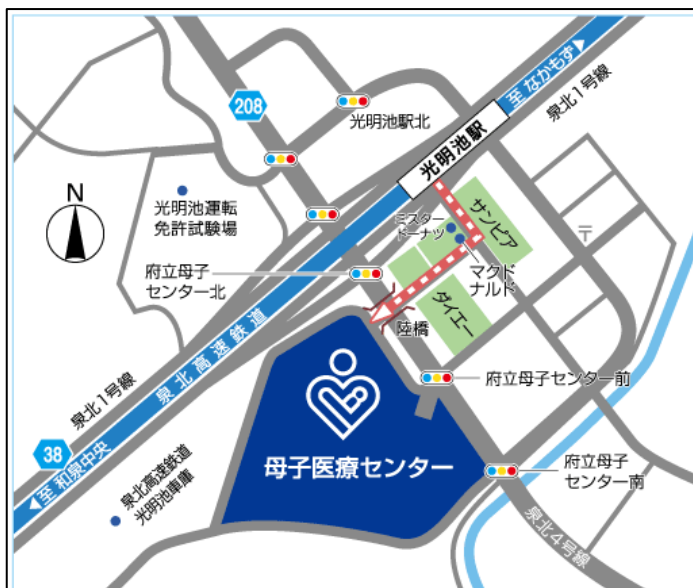 至 なかもず
泉北1号線
208
光明池駅北
光明池駅
N
光明池運転
免許試験場
ミスター
ドーナツ
サンピア
〒
府立母子
センター北
マクド
ナルド
ダイエー
陸橋
泉北高速鉄道
府立母子センター前
泉北1号線
38
母子医療センター
至 和泉中央
府立母子
センター南
泉北高速鉄道
光明池車庫
泉北4号線